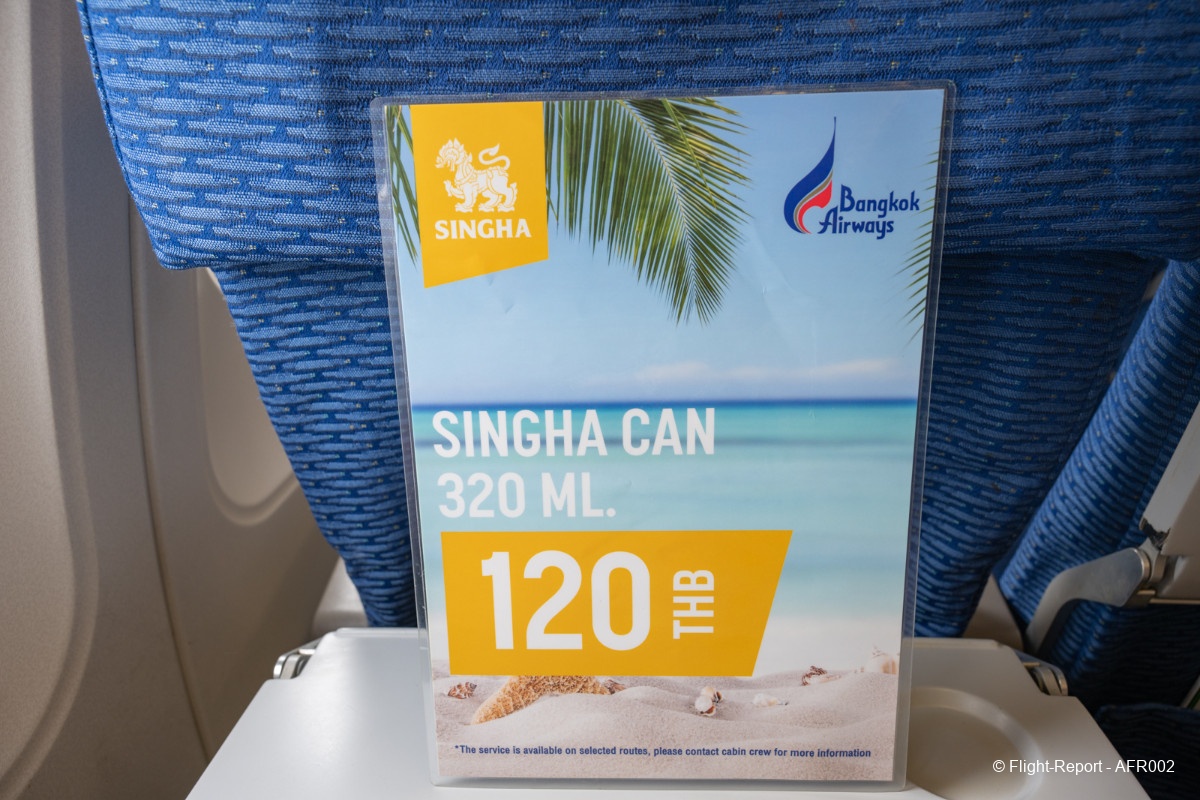 SINGHA
Bangkok
Airways
SINGHA CAN
320 ML.
120 THB
*The service is available on selected routes, please contact cabin crew for more information
© Flight-Report - AFR002